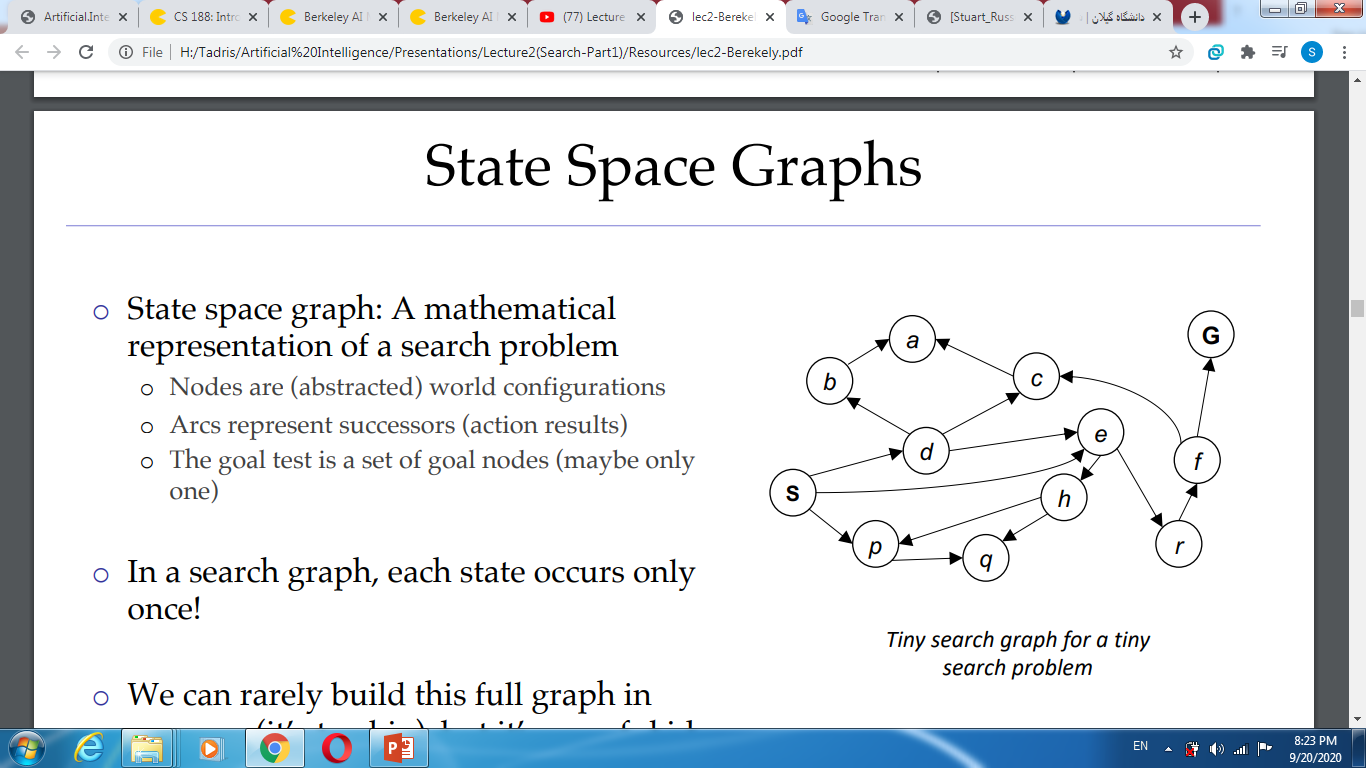 Artificial.Inte
CS 188: Intro
Berkeley AI
Berkeley AI
(77) Lecture
lec2-Berekel
Google Tran
[Stuart_Russ
دانشگاه گیلان | د
File | H:/Tadris/Artificial%20Intelligence/Presentations/Lecture2(Search-Part1)/Resources/lec2-Berekely.pdf
S
State Space Graphs
State space graph: A mathematical
representation of a search problem
Nodes are (abstracted) world configurations
Arcs represent successors (action results)
The goal test is a set of goal nodes (maybe only
one)
In a search graph, each state occurs only
once!
We can rarely build this full graph in
a
G
b
c
e
d
f
S
h
p
q
r
Tiny search graph for a tiny
search problem
EN
8:23 PM
9/20/2020